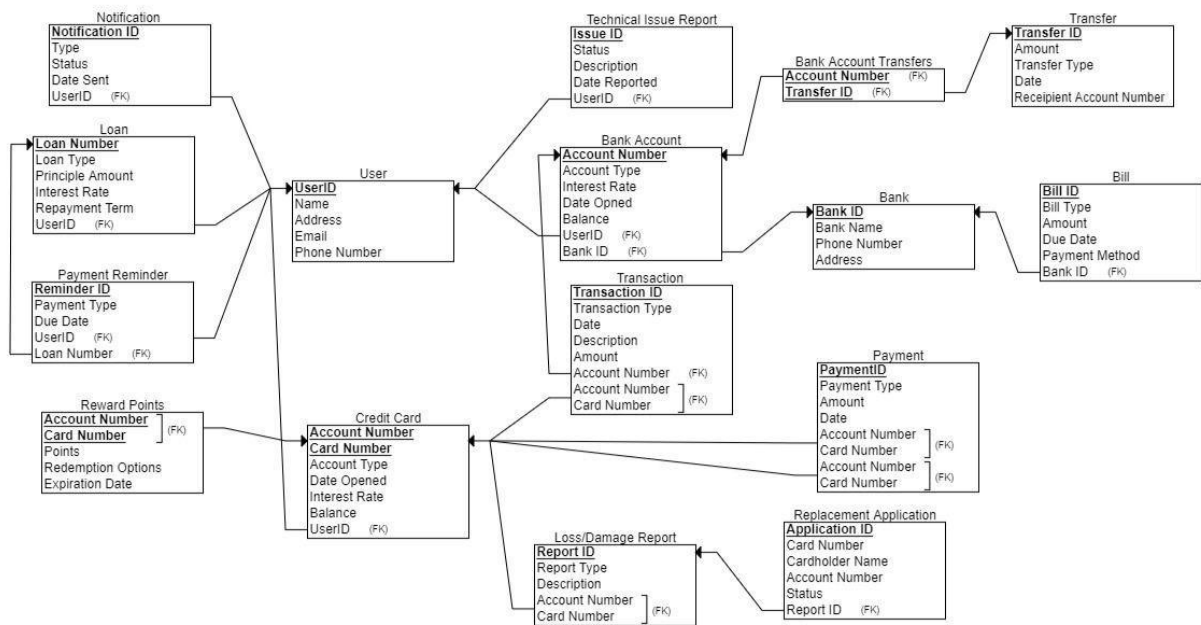 Notification
Notification ID
Type
Status
Date Sent
UserID (FK)
Technical Issue Report
Issue ID
Status
Description
Date Reported
UserID (FK)
Bank Account Transfers
Account Number (FK)
Transfer ID (FK)
Transfer
Transfer ID
Amount
Transfer Type
Date
Receipient Account Number
Loan
Loan Number
Loan Type
Principle Amount
Interest Rate
Repayment Term
UserID (FK)
User
UserID
Name
Address
Email
Phone Number
Bank Account
Account Number
Account Type
Interest Rate
Date Opned
Balance
UserID (FK)
Bank ID (FK)
Bank
Bank ID
Bank Name
Phone Number
Address
Bill
Bill ID
Bill Type
Amount
Due Date
Payment Method
Bank ID (FK)
Payment Reminder
Reminder ID
Payment Type
Due Date
UserID (FK)
Loan Number (FK)
Transaction
Transaction ID
Transaction Type
Date
Description
Amount
Account Number (FK)
Account Number
Card Number (FK)
Payment
PaymentID
Payment Type
Amount
Date
Account Number
Card Number (FK)
Account Number
Card Number (FK)
Reward Points
Account Number
Card Number (FK)
Points
Redemption Options
Expiration Date
Credit Card
Account Number
Card Number
Account Type
Date Opened
Interest Rate
Balance
UserID (FK)
Loss/Damage Report
Report ID
Report Type
Description
Account Number
Card Number (FK)
Replacement Application
Application ID
Card Number
Cardholder Name
Account Number
Status
Report ID (FK)